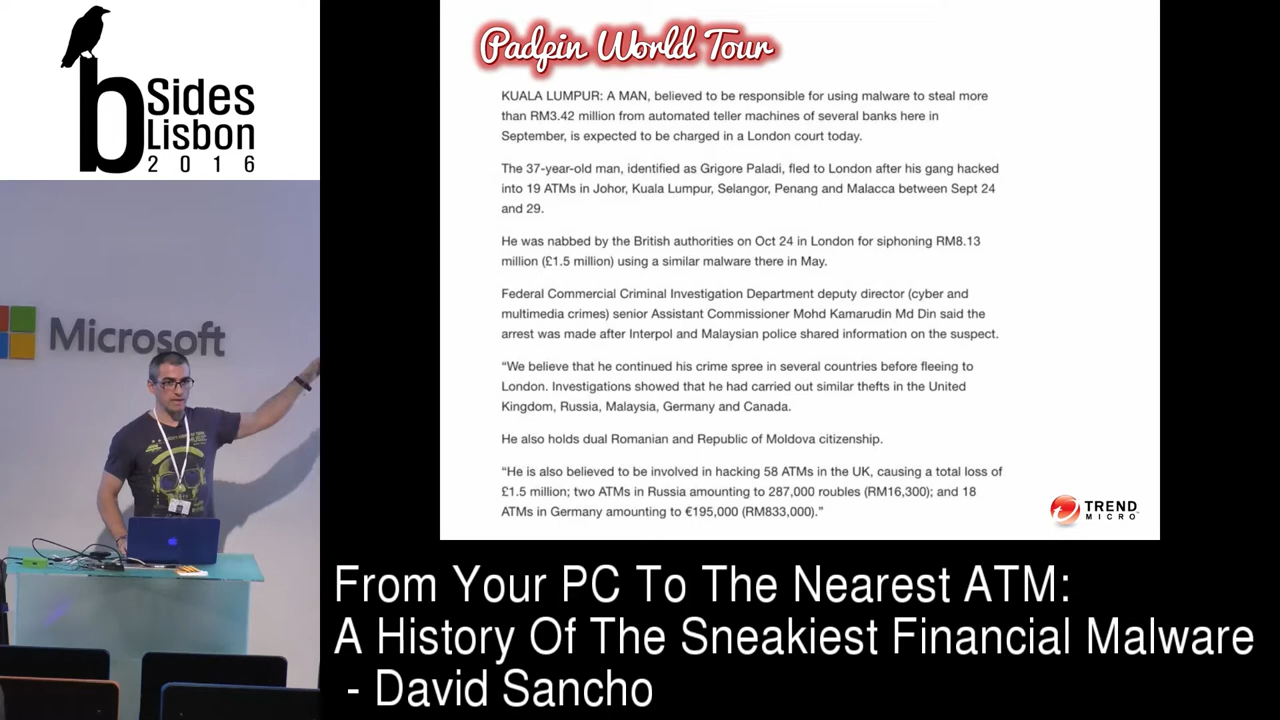 b Sides
Lisbon
2016
Microsoft
Padpin World Tour
KUALA LUMPUR: A MAN, believed to be responsible for using malware to steal more
than RM3.42 million from automated teller machines of several banks here in
September, is expected to be charged in a London court today.
The 37-year-old man, identified as Grigore Paladi, fled to London after his gang hacked
into 19 ATMs in Johor, Kuala Lumpur, Selangor, Penang and Malacca between Sept 24
and 29.
He was nabbed by the British authorities on Oct 24 in London for siphoning RM8.13
million (£1.5 million) using a similar malware there in May.
Federal Commercial Criminal Investigation Department deputy director (cyber and
multimedia crimes) senior Assistant Commissioner Mohd Kamarudin Md Din said the
arrest was made after Interpol and Malaysian police shared information on the suspect.
“We believe that he continued his crime spree in several countries before fleeing to
London. Investigations showed that he had carried out similar thefts in the United
Kingdom, Russia, Malaysia, Germany and Canada.
He also holds dual Romanian and Republic of Moldova citizenship.
“He is also believed to be involved in hacking 58 ATMs in the UK, causing a total loss of
£1.5 million; two ATMs in Russia amounting to 287,000 roubles (RM16,300); and 18
ATMs in Germany amounting to €195,000 (RM833,000).”
TREND
MICRO
From Your PC To The Nearest ATM:
A History Of The Sneakiest Financial Malware
- David Sancho